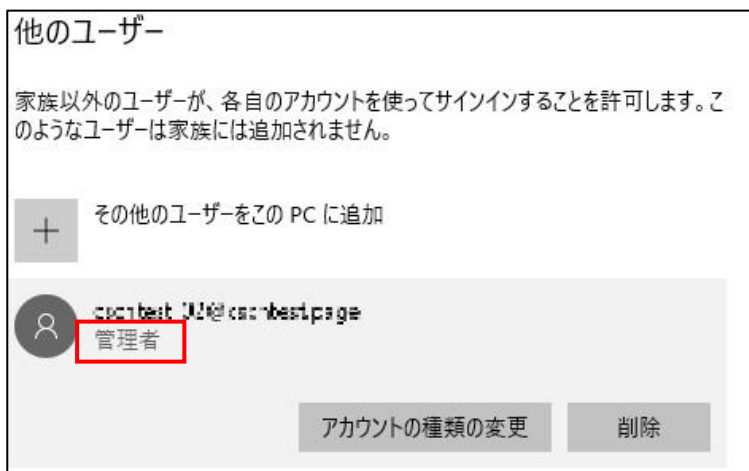 他のユーザー
家族以外のユーザーが、各自のアカウントを使ってサインインすることを許可します。こ
のようなユーザーは家族には追加されません。
その他のユーザーをこの PC に追加
管理者
アカウントの種類の変更
削除